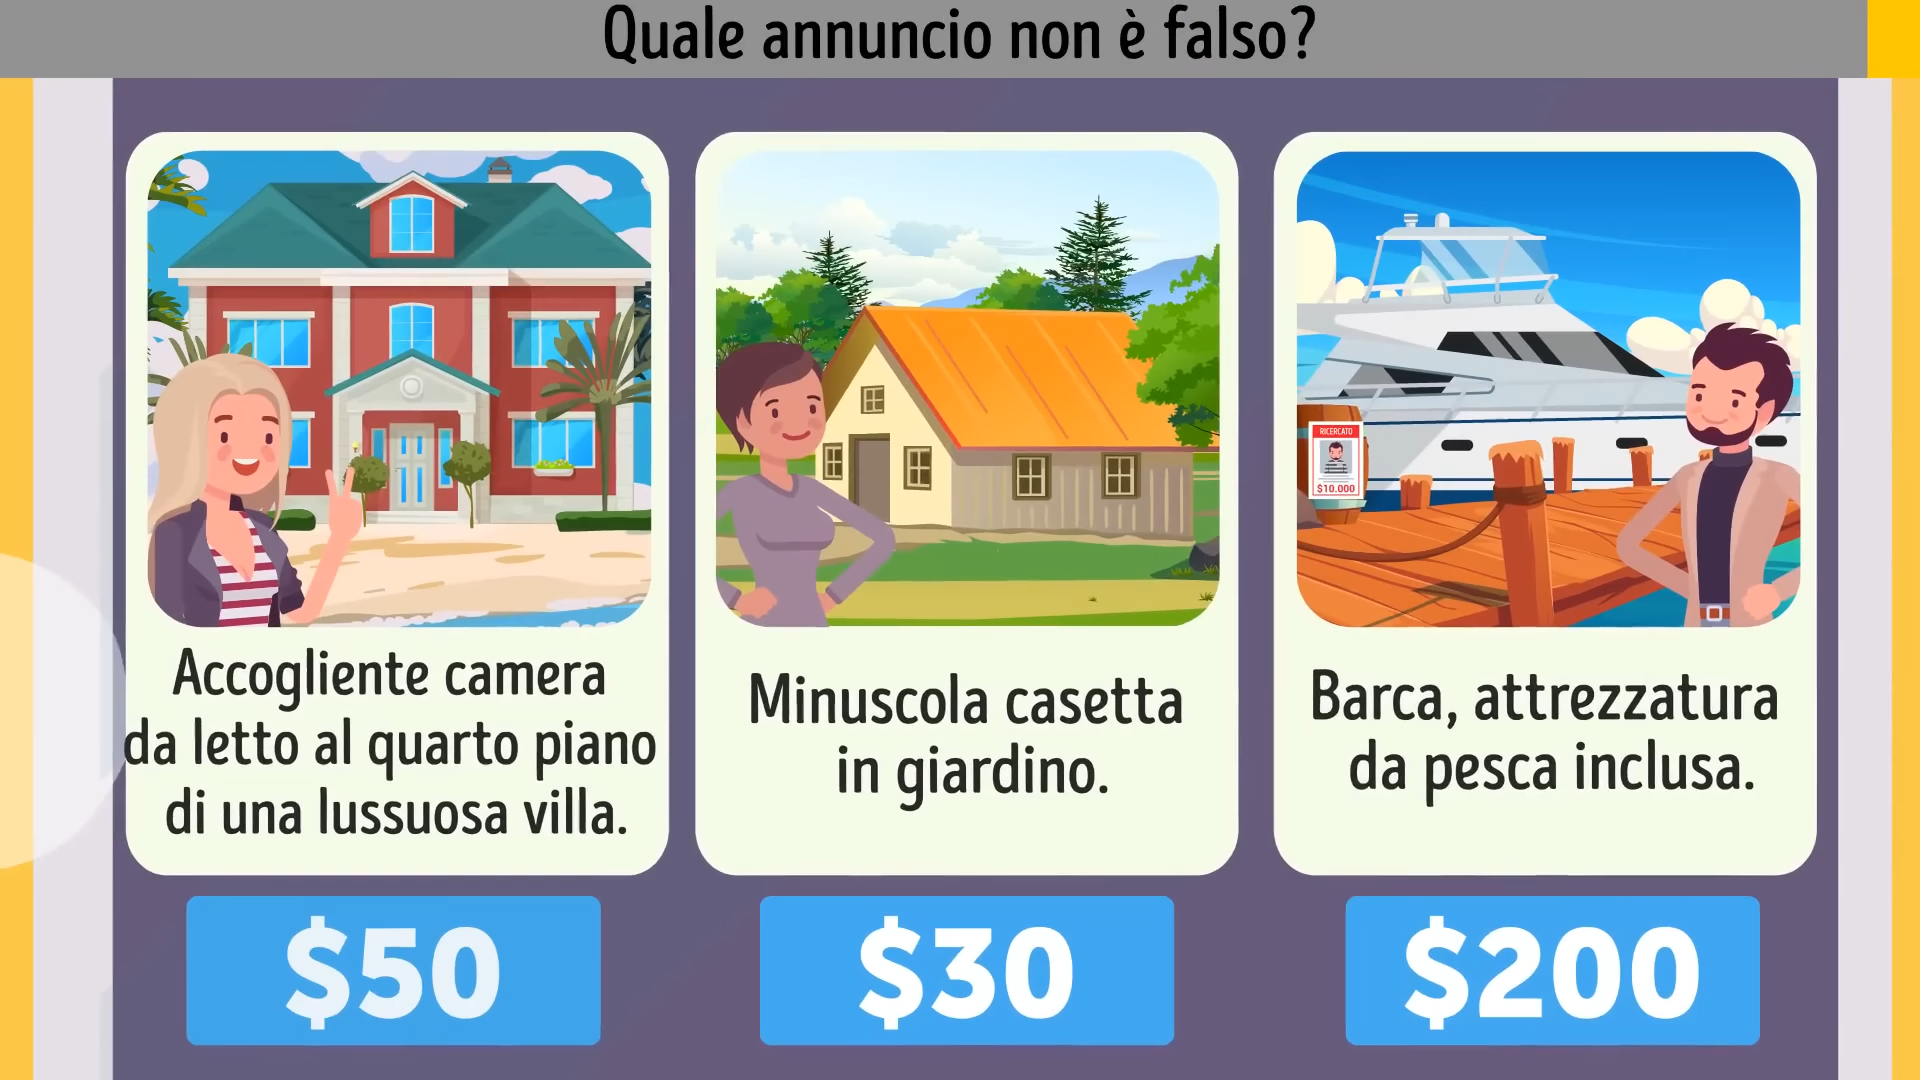 Quale annuncio non è falso?
RICERCATO
$10.000
Accogliente camera
da letto al quarto piano
di una lussuosa villa.
Minuscola casetta
in giardino.
Barca, attrezzatura
da pesca inclusa.
$50
$30
$200